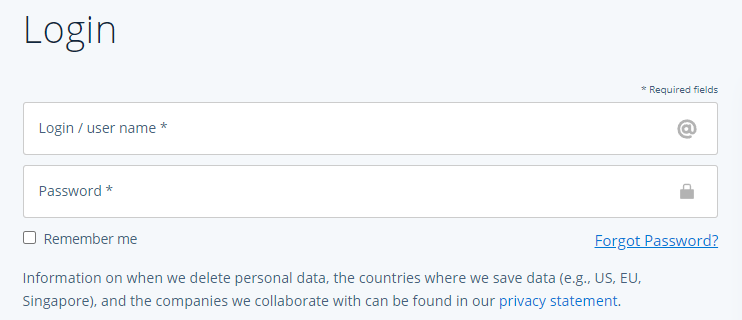 Login
* Required fields
Login / user name *
@
Password *
Remember me
Forgot Password?
Information on when we delete personal data, the countries where we save data (e.g., US, EU,
Singapore), and the companies we collaborate with can be found in our privacy statement.